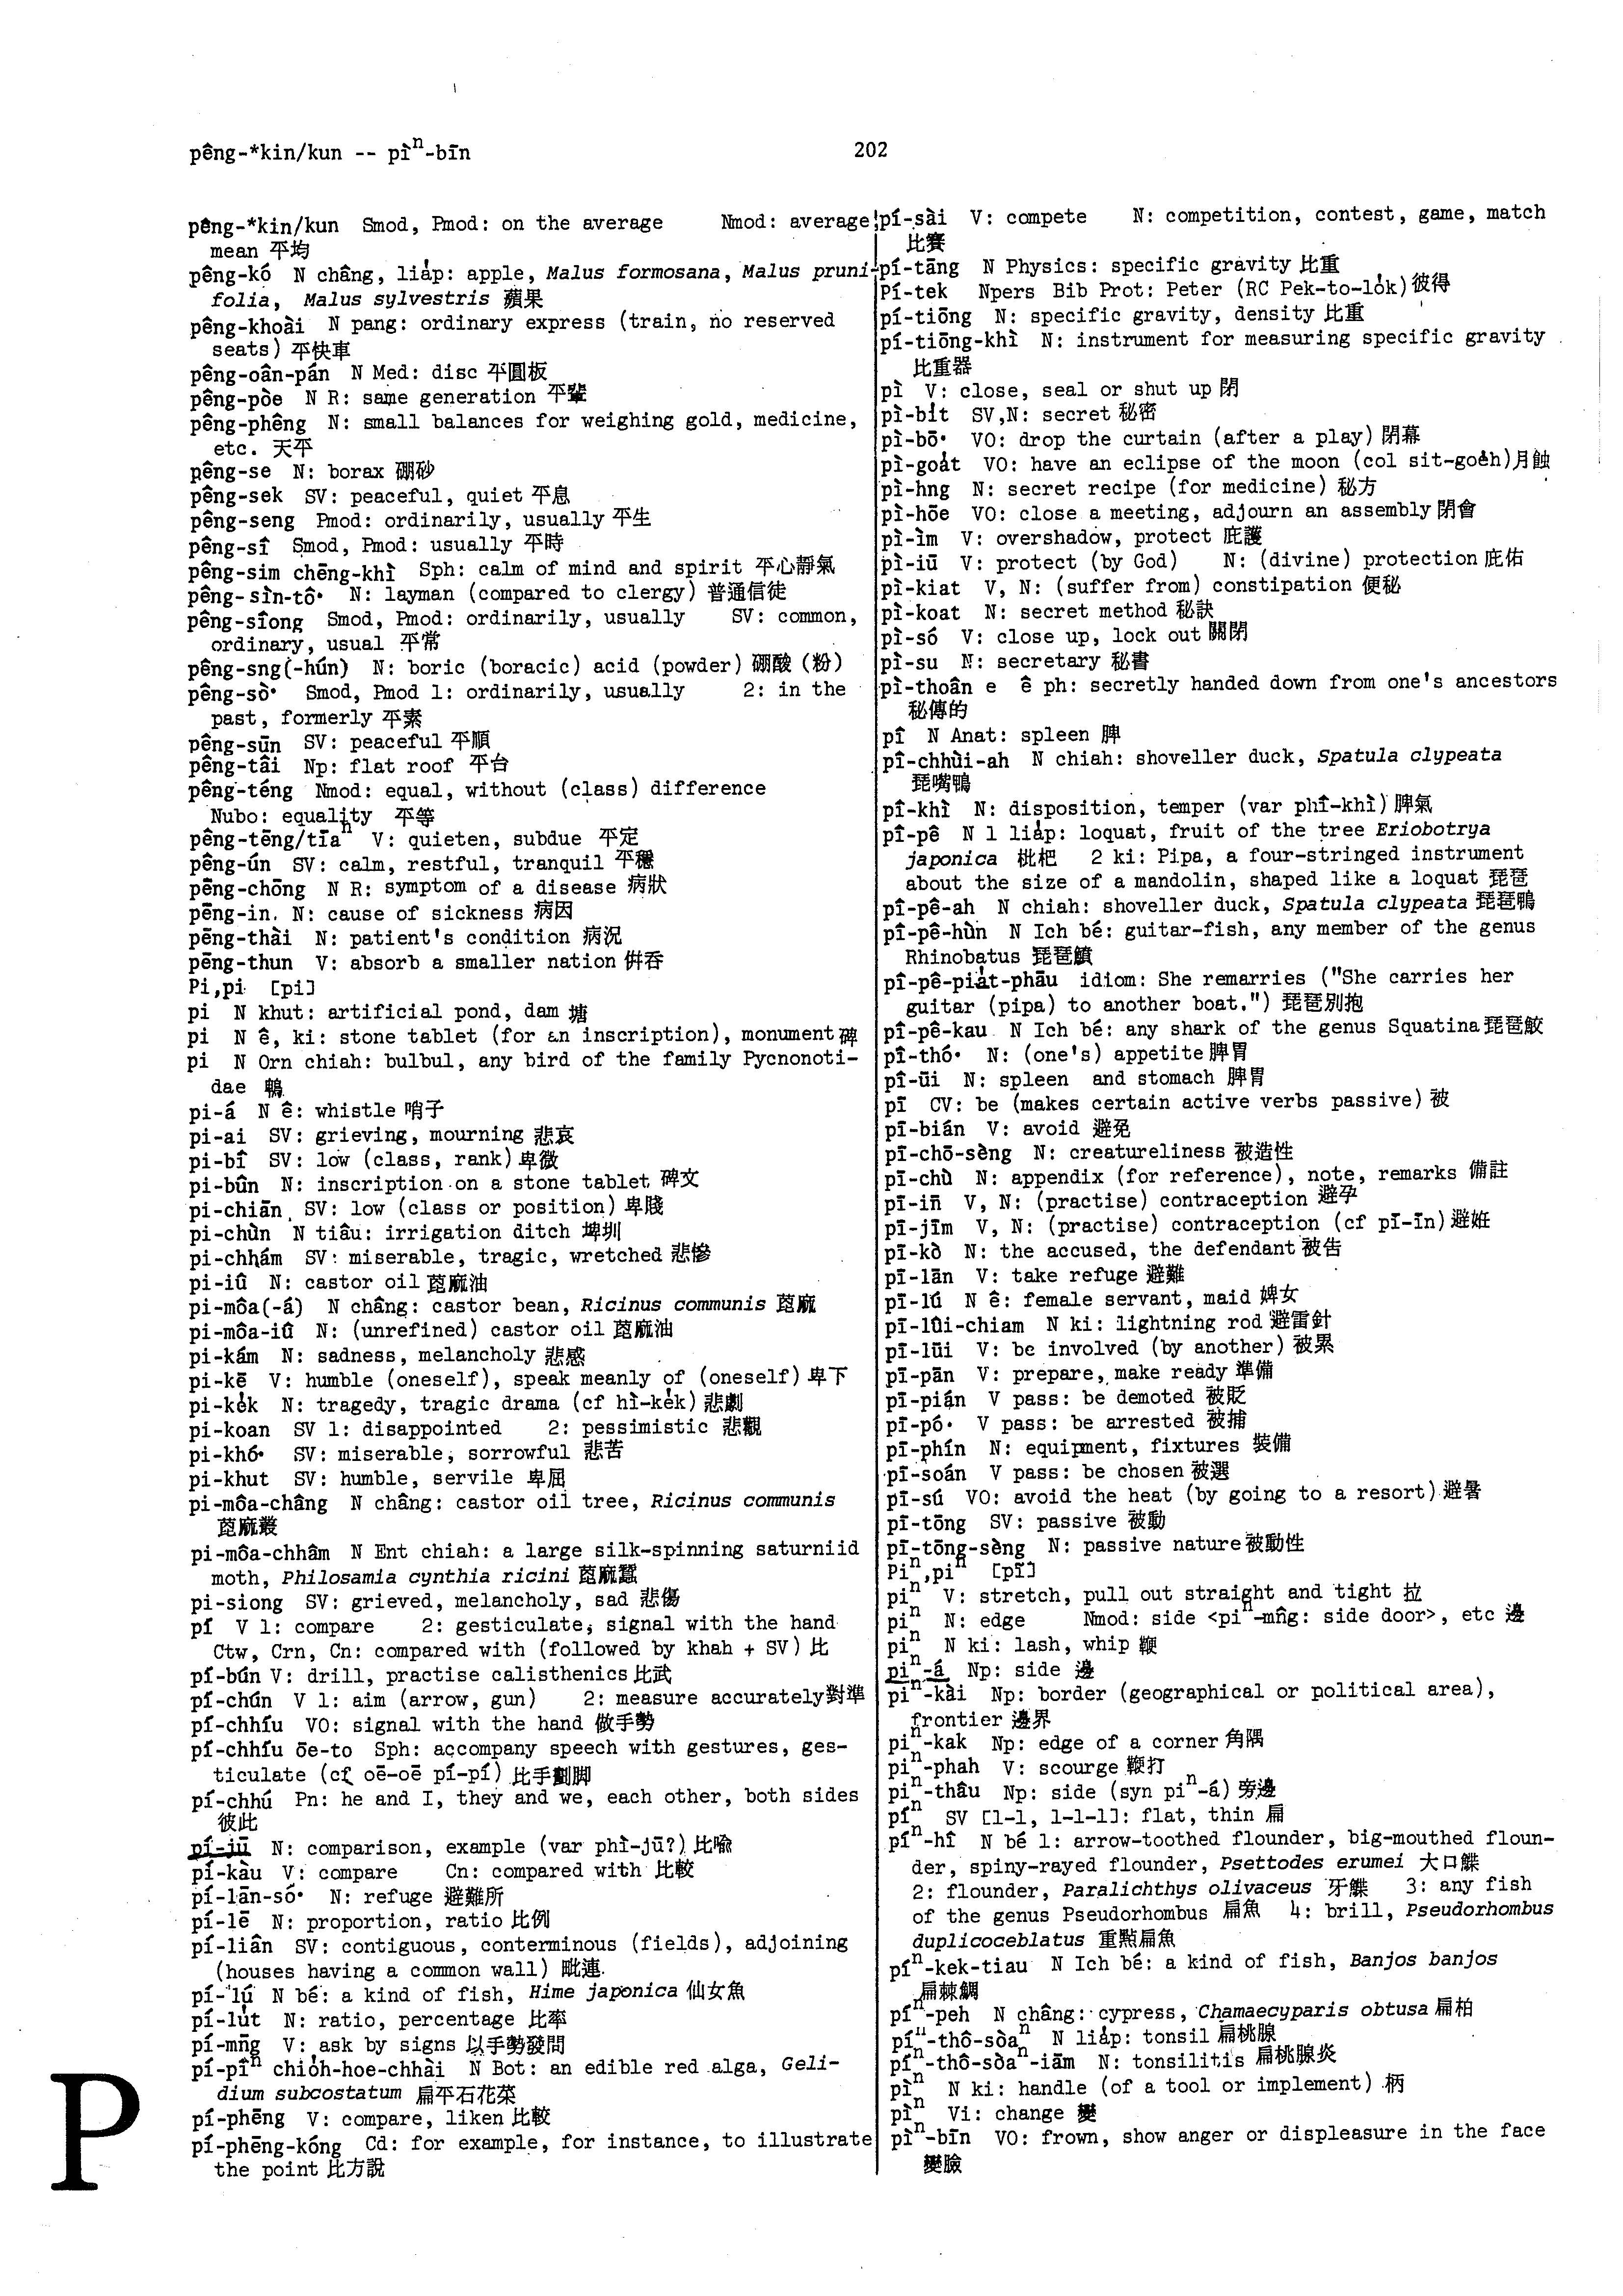 pêng-*kin/kun -- pìⁿ-bīn
202
pêng-*kin/kun Smod, Pmod: on the average Nmod: average,
mean 平均
pêng-kó N châng, lia̍p: apple, Malus formosana, Malus pruni-
folia, Malus sylvestris 蘋果
pêng-khoài N pang: ordinary express (train, no reserved
seats) 平快車
pêng-oân-pán N Med: disc 平圓板
pêng-pòe N R: same generation 平輩
pêng-phêng N: small balances for weighing gold, medicine,
etc. 天平
pêng-se N: borax 硼砂
pêng-sek SV: peaceful, quiet 平息
pêng-seng Pmod: ordinarily, usually 平生
pêng-sî Smod, Pmod: usually 平時
pêng-sim chēng-khì Sph: calm of mind and spirit 平心靜氣
pêng-sìn-tô͘ N: layman (compared to clergy) 普通信徒
pêng-sîong Smod, Pmod: ordinarily, usually SV: common,
ordinary, usual 平常
pêng-sng(-hún) N: boric (boracic) acid (powder) 硼酸（粉）
pêng-sò͘ Smod, Pmod 1: ordinarily, usually 2: in the
past, formerly 平素
pêng-sūn SV: peaceful 平順
pêng-tâi Np: flat roof 平台
pêng-téng Nmod: equal, without (class) difference
Nubo: equality 平等
pêng-tēng/tīaⁿ V: quieten, subdue 平定
pêng-ún SV: calm, restful, tranquil 平穩
pēng-chōng N R: symptom of a disease 病狀
pēng-in. N: cause of sickness 病因
pēng-thài N: patient's condition 病況
pēng-thun V: absorb a smaller nation 併吞
Pi,pi [pi]
pi N khut: artificial pond, dam 塘
pi N ê, ki: stone tablet (for an inscription), monument 碑
pi N Orn chiah: bulbul, any bird of the family Pycnonoti-
dae 鵯
pi-á N ê: whistle 哨子
pi-ai SV: grieving, mourning 悲哀
pi-bî SV: low (class, rank) 卑微
pi-bûn N: inscription on a stone tablet 碑文
pi-chiān SV: low (class or position) 卑賤
pi-chùn N tiâu: irrigation ditch 埤圳
pi-chhám SV: miserable, tragic, wretched 悲慘
pi-iû N: castor oil 蓖麻油
pi-môa(-á) N châng: castor bean, Ricinus communis 蓖麻
pi-môa-iû N: (unrefined) castor oil 蓖麻油
pi-kám N: sadness, melancholy 悲感
pi-kē V: humble (oneself), speak meanly of (oneself) 卑下
pi-ke̍k N: tragedy, tragic drama (cf hì-ke̍k) 悲劇
pi-koan SV 1: disappointed 2: pessimistic 悲觀
pi-khó͘ SV: miserable, sorrowful 悲苦
pi-khut SV: humble, servile 卑屈
pi-môa-châng N châng: castor oil tree, Ricinus communis
蓖麻叢
pi-môa-chhâm N Ent chiah: a large silk-spinning saturniid
moth, Philosamia cynthia ricini 蓖麻蠶
pi-siong SV: grieved, melancholy, sad 悲傷
pí V 1: compare 2: gesticulate, signal with the hand
Ctw, Crn, Cn: compared with (followed by khah + SV) 比
pí-bún V: drill, practise calisthenics 比武
pí-chún V 1: aim (arrow, gun) 2: measure accurately 對準
pí-chhíu VO: signal with the hand 做手勢
pí-chhíu ōe-to Sph: accompany speech with gestures, ges-
ticulate (cf oē-oē pí-pí) 比手劃脚
pí-chhú Pn: he and I, they and we, each other, both sides
彼此
pí-jū N: comparison, example (var phì-jū?) 比喻
pí-kàu V: compare Cn: compared with 比較
pí-lān-só͘ N: refuge 避難所
pí-lē N: proportion, ratio 比例
pí-liân SV: contiguous, conterminous (fields), adjoining
(houses having a common wall) 毗連
pí-lú N bé: a kind of fish, Hime japonica 仙女魚
pí-lu̍t N: ratio, percentage 比率
pí-mn̄g V: ask by signs 以手勢發問
pí-pîⁿ chio̍h-hoe-chhài N Bot: an edible red alga, Geli-
dium subcostatum 扁平石花菜
pí-phēng V: compare, liken 比較
pí-phēng-kóng Cd: for example, for instance, to illustrate
the point 比方說
P
pí-sài V: compete N: competition, contest, game, match
比賽
pí-tāng N Physics: specific gravity 比重
Pí-tek Npers Bib Prot: Peter (RC Pek-to-lo̍k) 彼得
pí-tiōng N: specific gravity, density 比重
pí-tiōng-khì N: instrument for measuring specific gravity
比重器
pì V: close, seal or shut up 閉
pì-bi̍t SV,N: secret 秘密
pì-bō͘ VO: drop the curtain (after a play) 閉幕
pì-goa̍t VO: have an eclipse of the moon (col sit-goe̍h) 月蝕
pì-hng N: secret recipe (for medicine) 秘方
pì-hōe VO: close a meeting, adjourn an assembly 閉會
pì-ìm V: overshadow, protect 庇護
pì-iū V: protect (by God) N: (divine) protection 庇佑
pì-kiat V, N: (suffer from) constipation 便秘
pì-koat N: secret method 秘訣
pì-só V: close up, lock out 關閉
pì-su N: secretary 秘書
pì-thoân e ê ph: secretly handed down from one's ancestors
秘傳的
pî N Anat: spleen 脾
pî-chhùi-ah N chiah: shoveller duck, Spatula clypeata
琵嘴鴨
pî-khì N: disposition, temper (var phî-khì) 脾氣
pî-pê N 1 lia̍p: loquat, fruit of the tree Eriobotrya
japonica 枇杷 2 ki: Pipa, a four-stringed instrument
about the size of a mandolin, shaped like a loquat 琵琶
pî-pê-ah N chiah: shoveller duck, Spatula clypeata 琵琶鴨
pî-pê-hùn N Ich bé: guitar-fish, any member of the genus
Rhinobatus 琵琶鱝
pî-pê-pia̍t-phāu idiom: She remarries ("She carries her
guitar (pipa) to another boat.") 琵琶別抱
pî-pê-kau N Ich bé: any shark of the genus Squatina 琵琶鮫
pî-thó͘ N: (one's) appetite 脾胃
pî-ūi N: spleen and stomach 脾胃
pī CV: be (makes certain active verbs passive) 被
pī-bián V: avoid 避免
pī-chō-sèng N: creatureliness 被造性
pī-chù N: appendix (for reference), note, remarks 備註
pī-īn V, N: (practise) contraception 避孕
pī-jīm V, N: (practise) contraception (cf pī-īn) 避妊
pī-kò N: the accused, the defendant 被告
pī-lān V: take refuge 避難
pī-lú N ê: female servant, maid 婢女
pī-lûi-chiam N ki: lightning rod 避雷針
pī-lūi V: be involved (by another) 被累
pī-pān V: prepare, make ready 準備
pī-pián V pass: be demoted 被貶
pī-pó͘ V pass: be arrested 被捕
pī-phín N: equipment, fixtures 裝備
pī-soán V pass: be chosen 被選
pī-sú VO: avoid the heat (by going to a resort) 避暑
pī-tōng SV: passive 被動
pī-tōng-sèng N: passive nature 被動性
Piⁿ,piⁿ [pĩ]
piⁿ V: stretch, pull out straight and tight 拉
piⁿ N: edge Nmod: side <piⁿ-mn̂g: side door>, etc 邊
piⁿ N ki: lash, whip 鞭
piⁿ-á Np: side 邊
piⁿ-kài Np: border (geographical or political area),
frontier 邊界
piⁿ-kak Np: edge of a corner 角隅
piⁿ-phah V: scourge 鞭打
piⁿ-thâu Np: side (syn piⁿ-á) 旁邊
píⁿ SV [1-1, 1-1-1]: flat, thin 扁
píⁿ-hî N bé 1: arrow-toothed flounder, big-mouthed floun-
der, spiny-rayed flounder, Psettodes erumei 大口鰈
2: flounder, Paralichthys olivaceus 牙鰈 3: any fish
of the genus Pseudorhombus 扁魚 4: brill, Pseudorhombus
duplicoceblatus 重點扁魚
píⁿ-kek-tiau N Ich bé: a kind of fish, Banjos banjos
扁棘鯛
píⁿ-peh N châng: cypress, Chamaecyparis obtusa 扁柏
píⁿ-thô-sòaⁿ N lia̍p: tonsil 扁桃腺
píⁿ-thô-sòaⁿ-iām N: tonsilitis 扁桃腺炎
pìⁿ N ki: handle (of a tool or implement) 柄
pìⁿ Vi: change 變
pìⁿ-bīn VO: frown, show anger or displeasure in the face
變臉